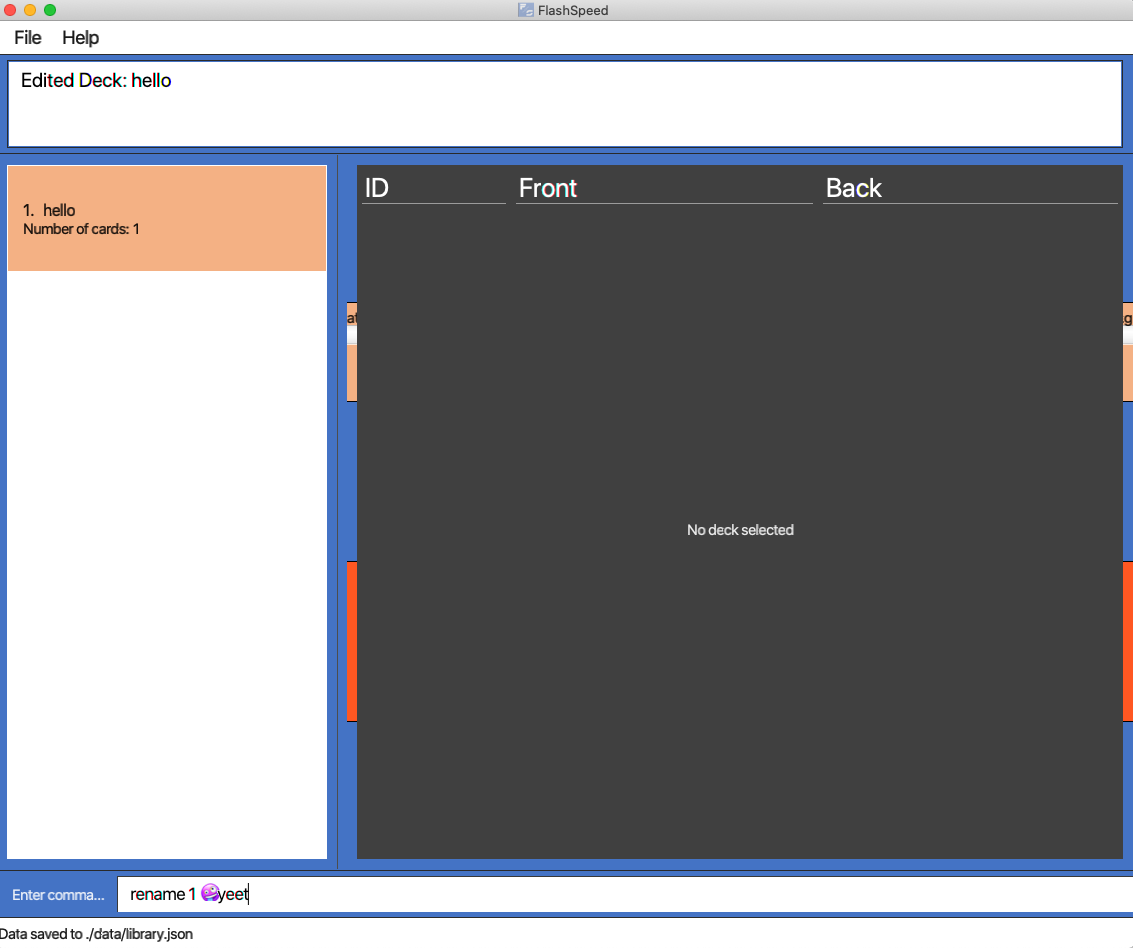 FlashSpeed
File Help
Edited Deck: hello
1. hello
Number of cards: 1
ID Front Back
No deck selected
Enter comma...
rename 1 yeet
Data saved to ./data/library.json